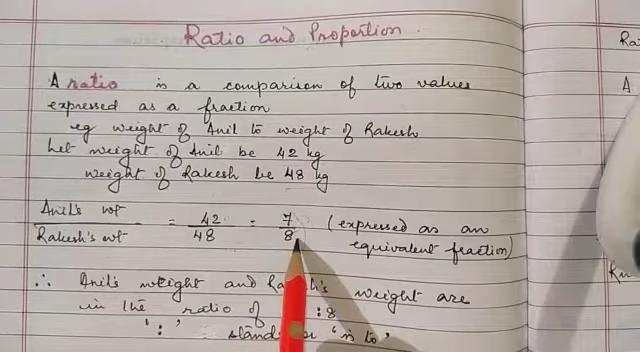 Ratio and Proportion
A ratio is a comparison of two values
expressed as a fraction
eg weight of Anil to weight of Rakesh
Let weight of Anil be 42 kg
weight of Rakesh be 48 kg
Anil's wt / Rakesh's wt = 42/48 = 7/8 (expressed as an
equivalent fraction)
∴ Anil's weight and weight are
in the ratio of :8
':' 'is to'
Ra
A